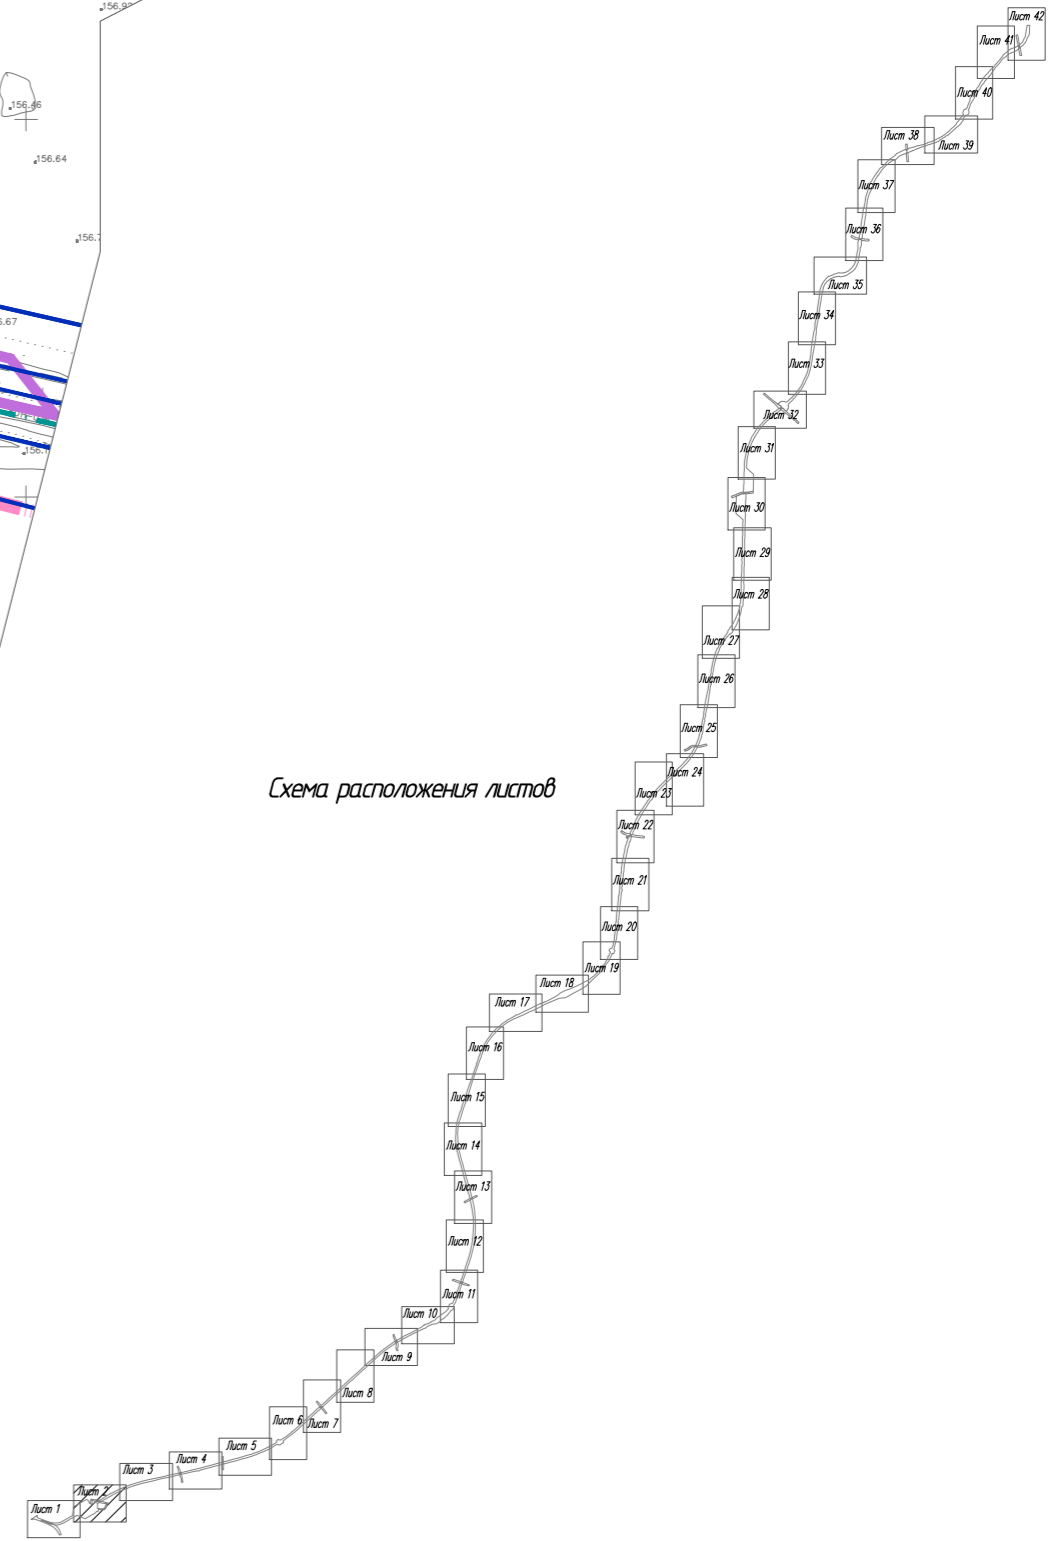 156.46
156.64
Лист 42
Лист 41
Лист 40
Лист 39
Лист 38
Лист 37
Лист 36
Лист 35
Лист 34
Лист 33
Лист 32
Лист 31
Лист 30
Лист 29
Лист 28
Лист 27
Лист 26
Лист 25
Лист 24
Лист 23
Лист 22
Лист 21
Лист 20
Лист 19
Лист 18
Лист 17
Лист 16
Лист 15
Лист 14
Лист 13
Лист 12
Лист 11
Лист 10
Лист 9
Лист 8
Лист 7
Лист 6
Лист 5
Лист 4
Лист 3
Лист 2
Лист 1
Схема расположения листов